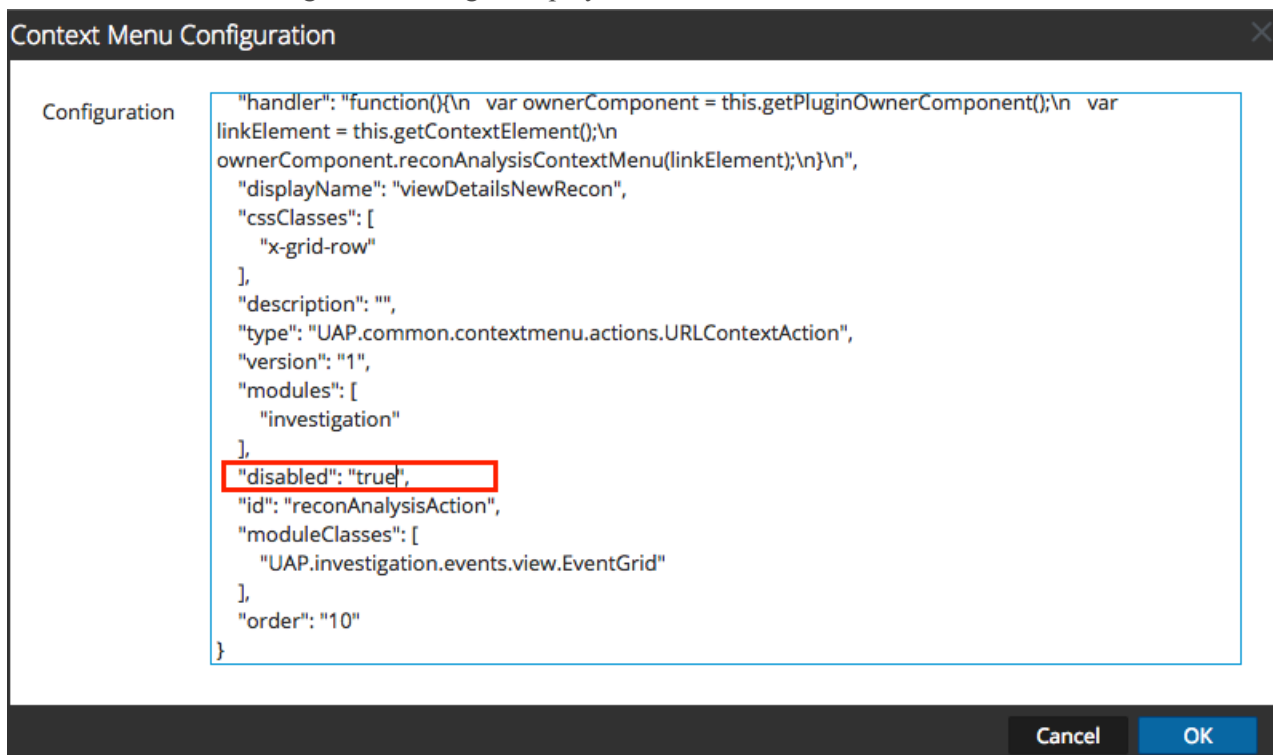 Context Menu Configuration
Configuration
"handler": "function(){\n   var ownerComponent = this.getPluginOwnerComponent();\n   var
linkElement = this.getContextElement();\n
ownerComponent.reconAnalysisContextMenu(linkElement);\n}\n",
"displayName": "viewDetailsNewRecon",
"cssClasses": [
"x-grid-row"
],
"description": "",
"type": "UAP.common.contextmenu.actions.URLContextAction",
"version": "1",
"modules": [
"investigation"
],
"disabled": "true",
"id": "reconAnalysisAction",
"moduleClasses": [
"UAP.investigation.events.view.EventGrid"
],
"order": "10"
}
Cancel OK